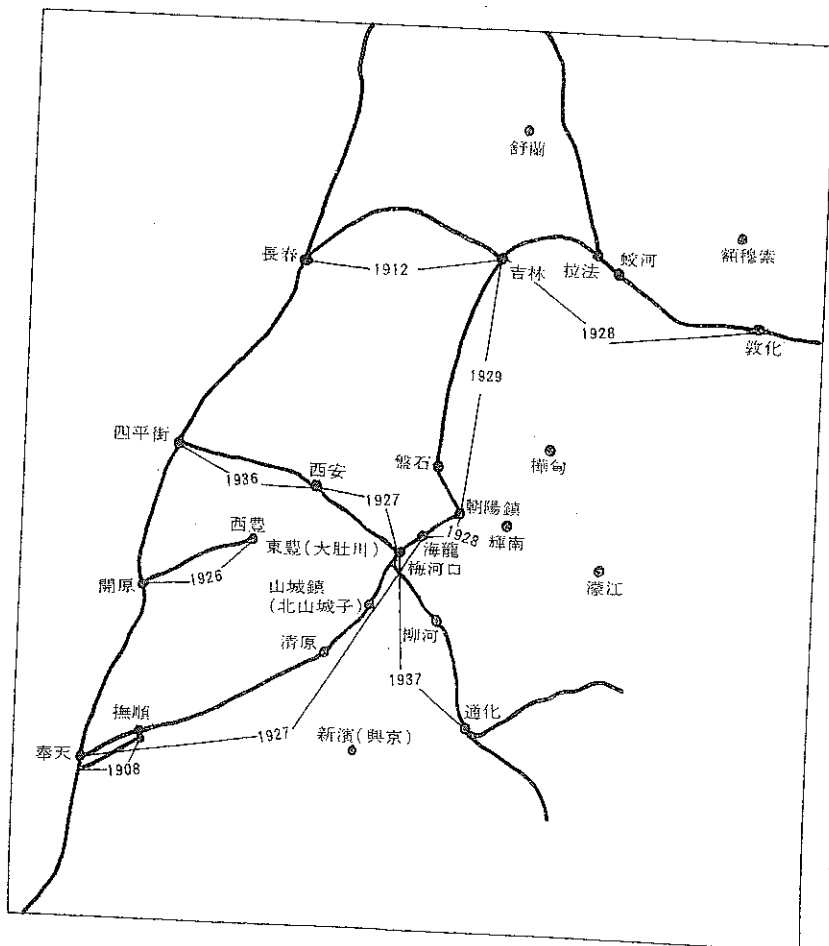 舒蘭
長春
1912
吉林
拉法
蛟河
額穆索
1928
敦化
1929
四平街
1936
西安
1927
盤石
樺甸
朝陽鎮
1928
輝南
西豊
東豊(大肚川)
海龍
梅河口
開原
1926
山城鎮
(北山城子)
濛江
清原
柳河
1937
撫順
1927
新濱(興京)
通化
奉天
1908